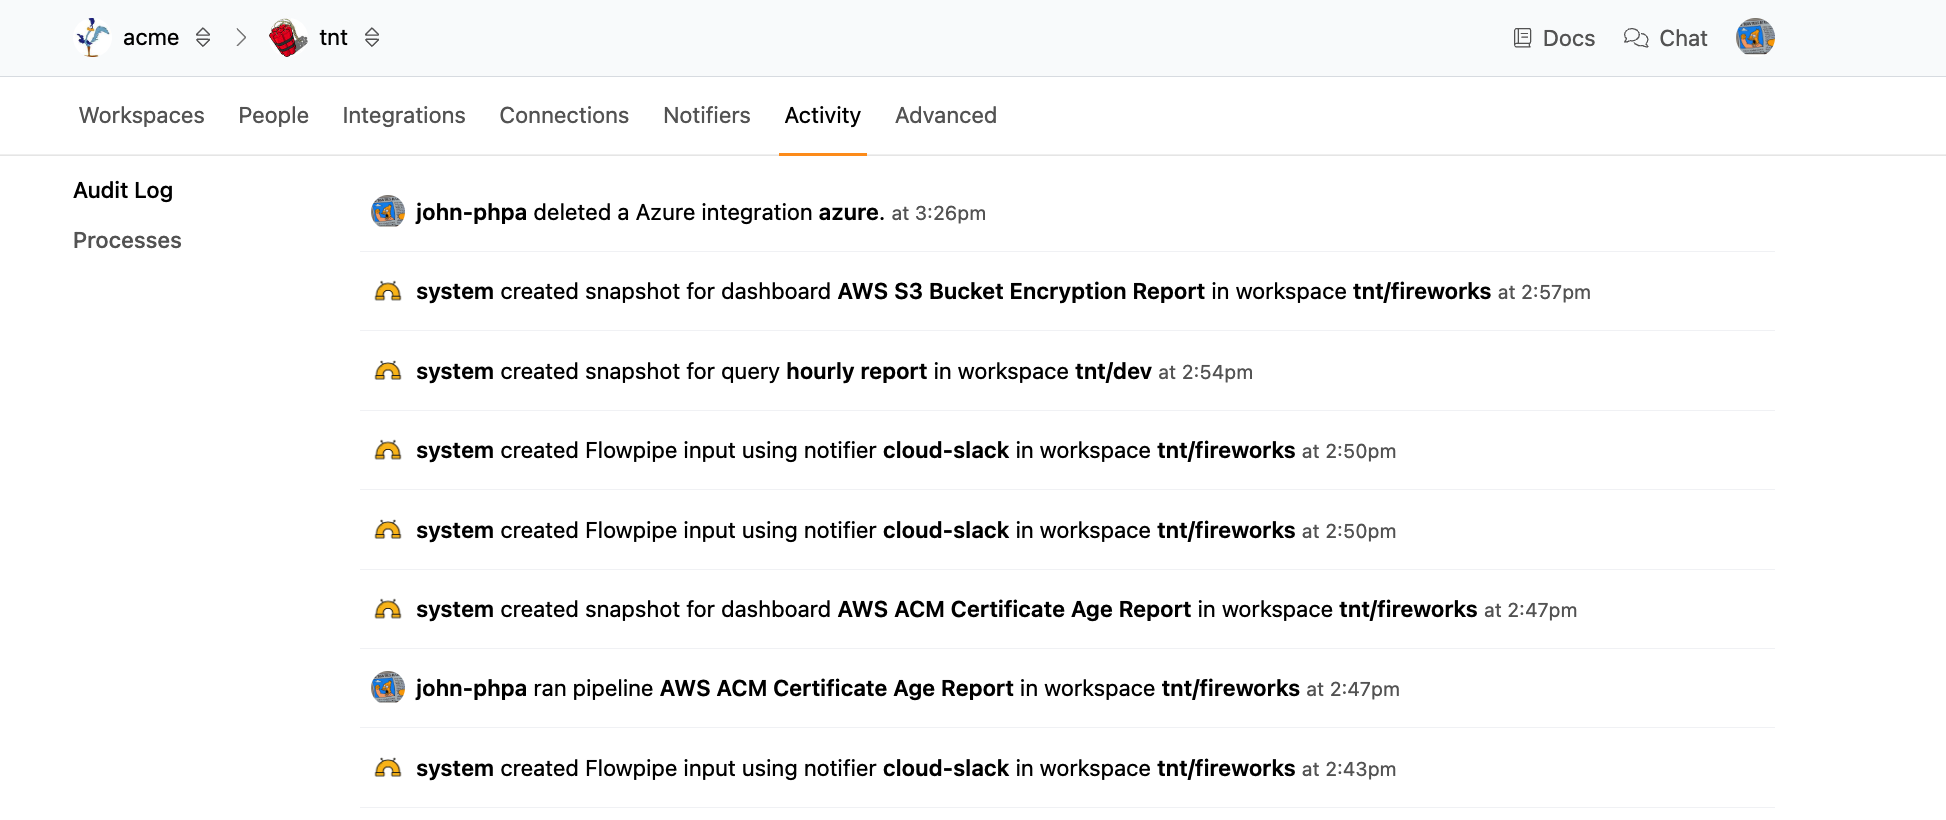 acme tnt Docs Chat
Workspaces People Integrations Connections Notifiers Activity Advanced
Audit Log
Processes
john-phpa deleted a Azure integration azure. at 3:26pm
system created snapshot for dashboard AWS S3 Bucket Encryption Report in workspace tnt/fireworks at 2:57pm
system created snapshot for query hourly report in workspace tnt/dev at 2:54pm
system created Flowpipe input using notifier cloud-slack in workspace tnt/fireworks at 2:50pm
system created Flowpipe input using notifier cloud-slack in workspace tnt/fireworks at 2:50pm
system created snapshot for dashboard AWS ACM Certificate Age Report in workspace tnt/fireworks at 2:47pm
john-phpa ran pipeline AWS ACM Certificate Age Report in workspace tnt/fireworks at 2:47pm
system created Flowpipe input using notifier cloud-slack in workspace tnt/fireworks at 2:43pm